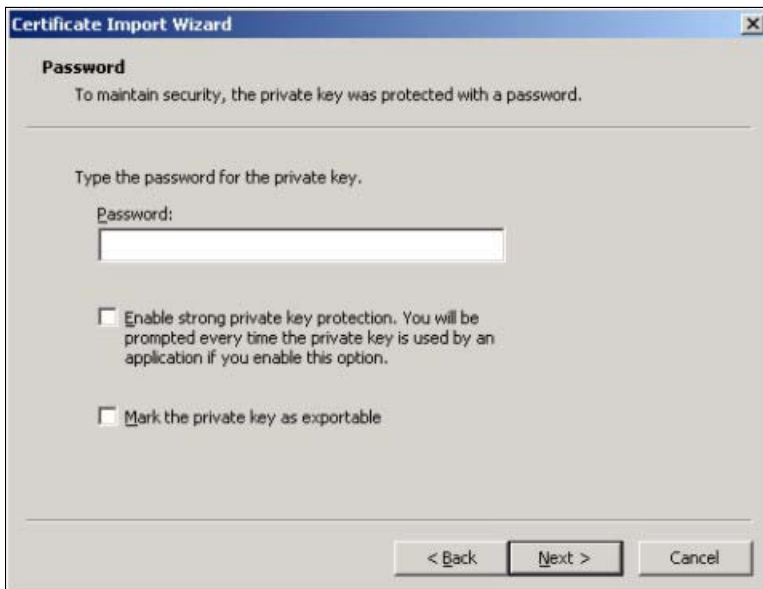 Certificate Import Wizard
Password
To maintain security, the private key was protected with a password.
Type the password for the private key.
Password:
Enable strong private key protection. You will be
prompted every time the private key is used by an
application if you enable this option.
Mark the private key as exportable
< Back
Next >
Cancel